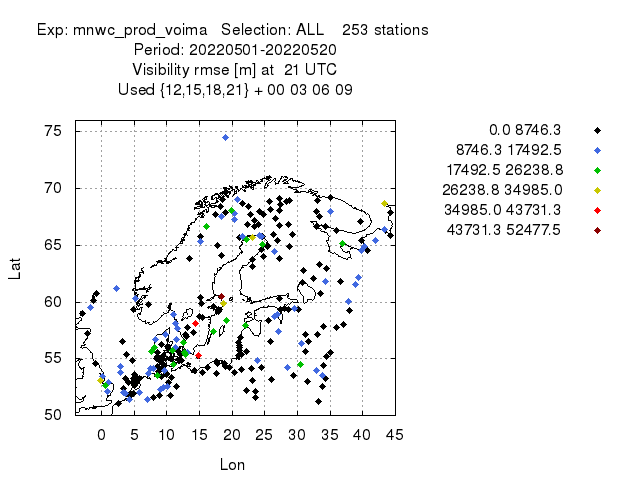 Exp: mnwc_prod_voima   Selection: ALL    253 stations
Period: 20220501-20220520
Visibility rmse [m] at  21 UTC
Used {12,15,18,21} + 00 03 06 09
0.0 8746.3
8746.3 17492.5
17492.5 26238.8
26238.8 34985.0
34985.0 43731.3
43731.3 52477.5
75
70
65
60
55
50
Lat
0 5 10 15 20 25 30 35 40 45
Lon